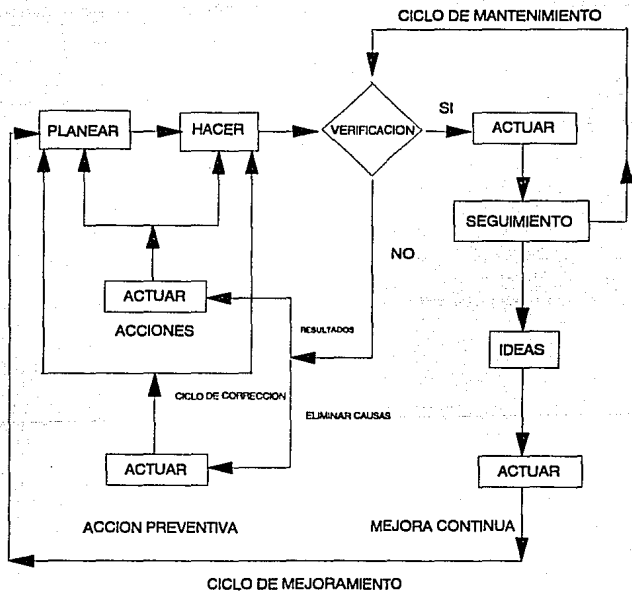 CICLO DE MANTENIMIENTO
PLANEAR
HACER
VERIFICACION
SI
ACTUAR
SEGUIMIENTO
NO
ACTUAR
ACCIONES
RESULTADOS
IDEAS
CICLO DE CORRECCION
ELIMINAR CAUSAS
ACTUAR
ACTUAR
ACCION PREVENTIVA
MEJORA CONTINUA
CICLO DE MEJORAMIENTO